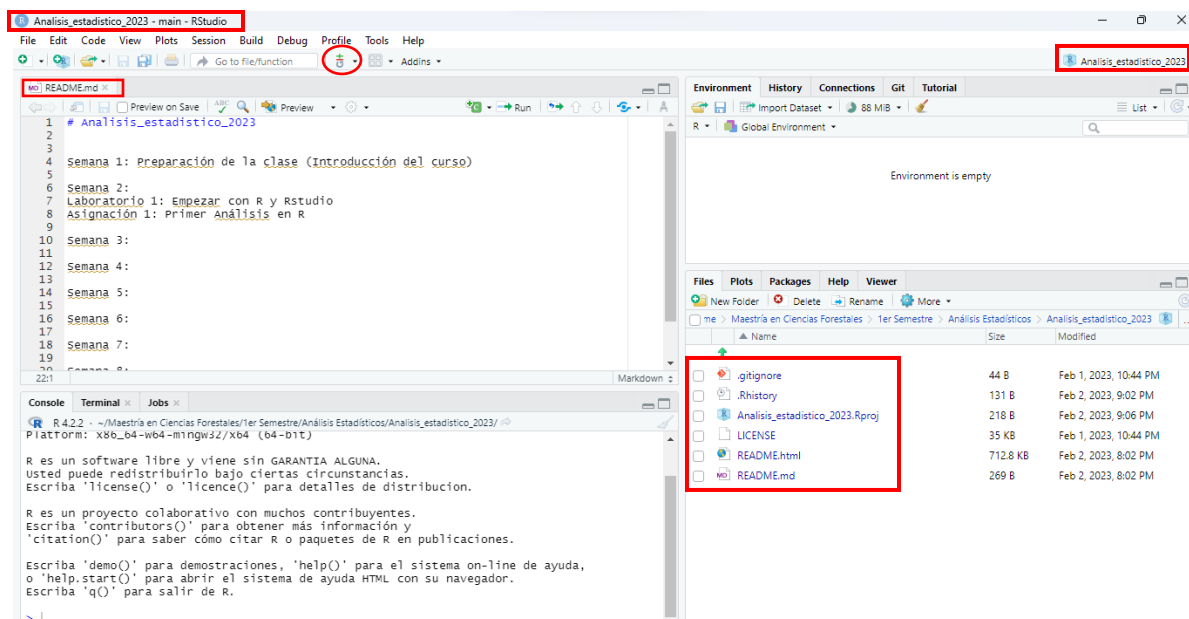 Analisis_estadistico_2023 - main - RStudio
File Edit Code View Plots Session Build Debug Profile Tools Help
Go to file/function Addins
Analisis_estadistico_2023
README.md
Preview on Save ABC Preview Run
1 # Analisis_estadistico_2023
2
3
4 Semana 1: Preparación de la clase (Introducción del curso)
5
6 Semana 2:
7 Laboratorio 1: Empezar con R y Rstudio
8 Asignación 1: Primer Análisis en R
9
10 Semana 3:
11
12 Semana 4:
13
14 Semana 5:
15
16 Semana 6:
17
18 Semana 7:
19
20 Semana 8:
22:1 Markdown
Console Terminal Jobs
R 4.2.2 · ~/Maestría en Ciencias Forestales/1er Semestre/Análisis Estadísticos/Analisis_estadistico_2023/
Platform: x86_64-w64-mingw32/x64 (64-bit)
R es un software libre y viene sin GARANTIA ALGUNA.
Usted puede redistribuirlo bajo ciertas circunstancias.
Escriba 'license()' o 'licence()' para detalles de distribucion.
R es un proyecto colaborativo con muchos contribuyentes.
Escriba 'contributors()' para obtener más información y
'citation()' para saber cómo citar R o paquetes de R en publicaciones.
Escriba 'demo()' para demostraciones, 'help()' para el sistema on-line de ayuda,
o 'help.start()' para abrir el sistema de ayuda HTML con su navegador.
Escriba 'q()' para salir de R.
>
Environment History Connections Git Tutorial
Import Dataset 88 MiB List
R Global Environment
Environment is empty
Files Plots Packages Help Viewer
New Folder Delete Rename More
me > Maestría en Ciencias Forestales > 1er Semestre > Análisis Estadísticos > Analisis_estadistico_2023 ...
Name Size Modified
.gitignore 44 B Feb 1, 2023, 10:44 PM
.Rhistory 131 B Feb 2, 2023, 9:02 PM
Analisis_estadistico_2023.Rproj 218 B Feb 2, 2023, 9:06 PM
LICENSE 35 KB Feb 1, 2023, 10:44 PM
README.html 712.8 KB Feb 2, 2023, 8:02 PM
README.md 269 B Feb 2, 2023, 8:02 PM